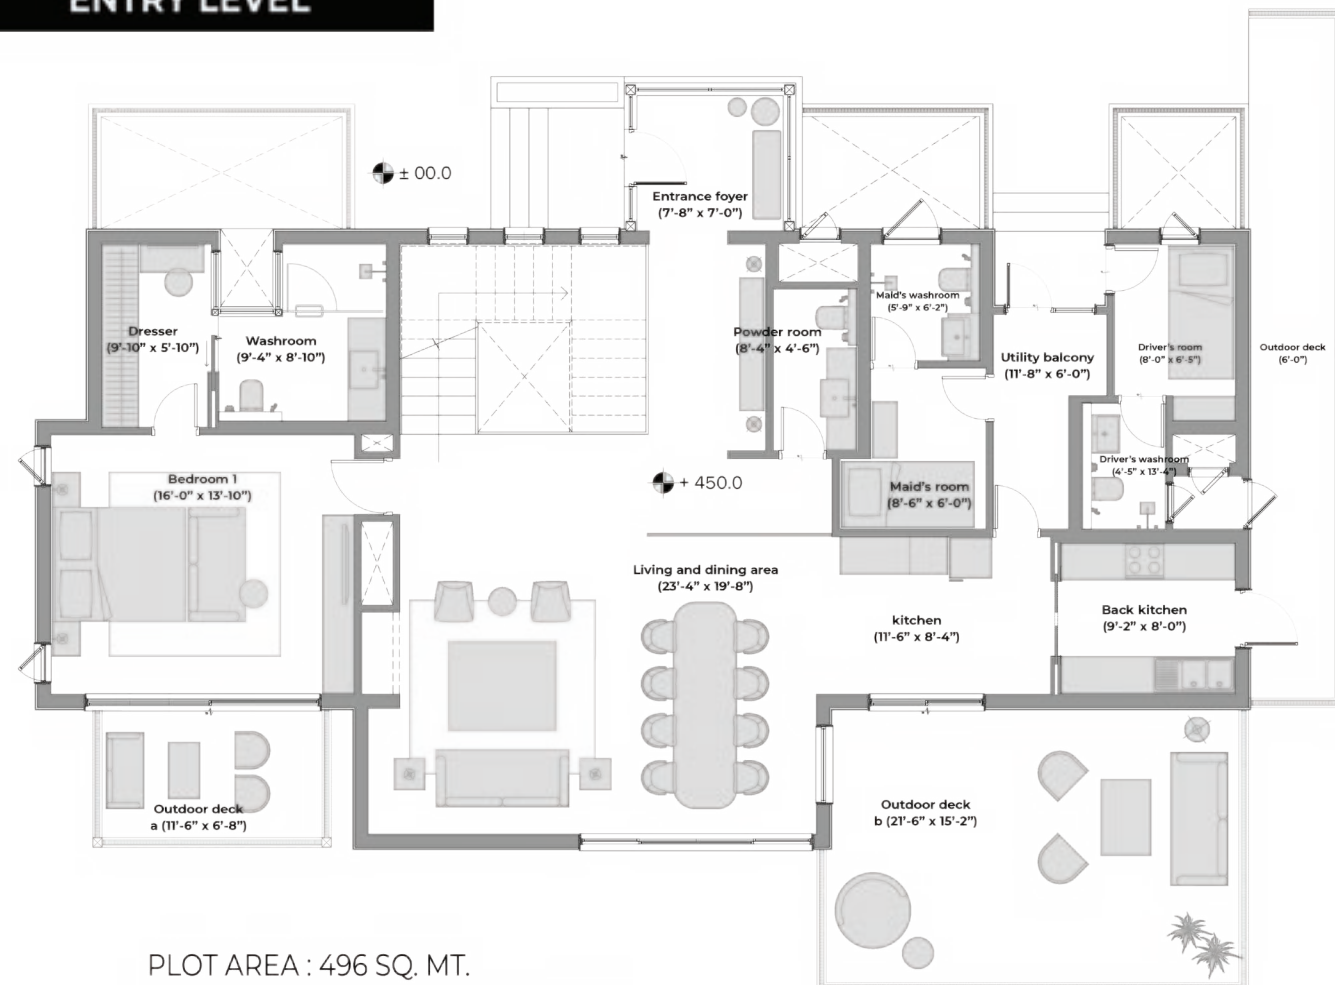 ENTRY LEVEL
± 00.0
Entrance foyer
(7'-8" x 7'-0")
Dresser
(9'-10" x 5'-10")
Washroom
(9'-4" x 8'-10")
Powder room
(8'-4" x 4'-6")
Maid's washroom
(5'-9" x 6'-2")
Utility balcony
(11'-8" x 6'-0")
Driver's room
(8'-0" x 6'-5")
Outdoor deck
(6'-0")
Driver's washroom
(4'-5" x 13'-4")
Bedroom 1
(16'-0" x 13'-10")
+ 450.0
Maid's room
(8'-6" x 6'-0")
Living and dining area
(23'-4" x 19'-8")
kitchen
(11'-6" x 8'-4")
Back kitchen
(9'-2" x 8'-0")
Outdoor deck
a (11'-6" x 6'-8")
Outdoor deck
b (21'-6" x 15'-2")
PLOT AREA : 496 SQ. MT.